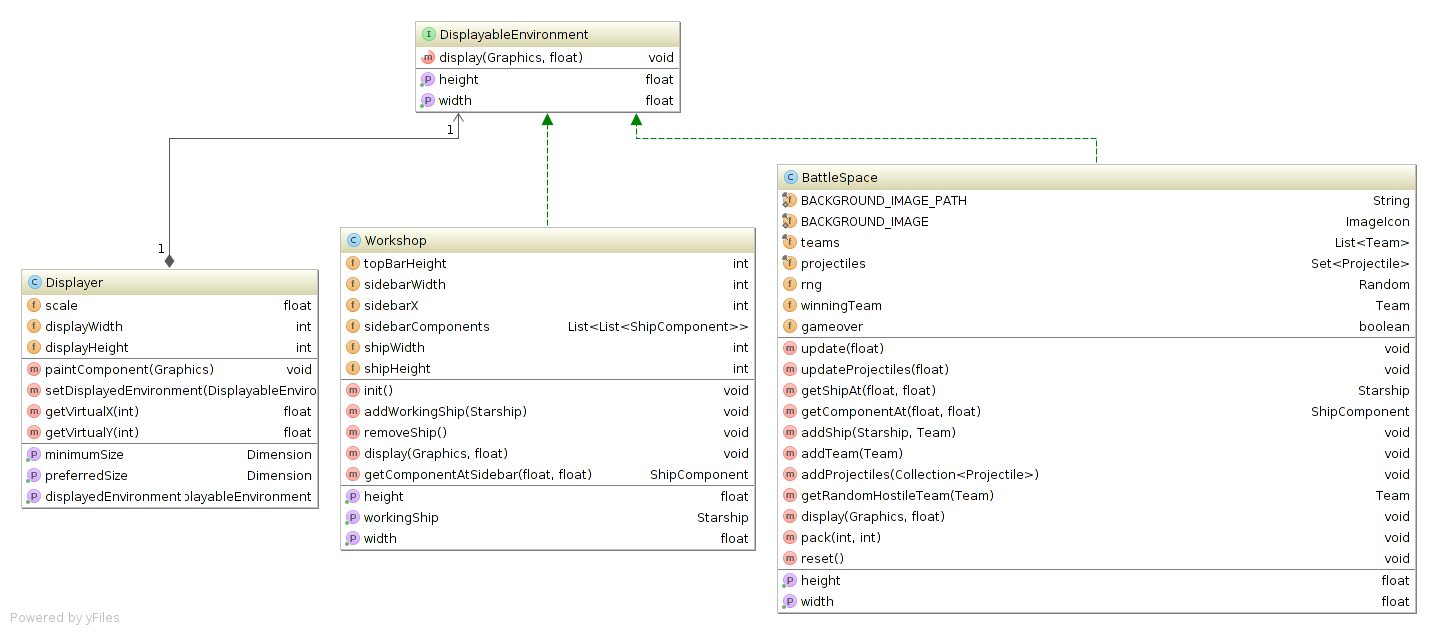 I DisplayableEnvironment
m display(Graphics, float) void
P height float
P width float
1
1
C Displayer
f scale float
f displayWidth int
f displayHeight int
m paintComponent(Graphics) void
m setDisplayedEnvironment(DisplayableEnviro
m getVirtualX(int) float
m getVirtualY(int) float
P minimumSize Dimension
P preferredSize Dimension
P displayedEnvironment playableEnvironment
C Workshop
f topBarHeight int
f sidebarWidth int
f sidebarX int
f sidebarComponents List<List<ShipComponent>>
f shipWidth int
f shipHeight int
m init() void
m addWorkingShip(Starship) void
m removeShip() void
m display(Graphics, float) void
m getComponentAtSidebar(float, float) ShipComponent
P height float
P workingShip Starship
P width float
C BattleSpace
f BACKGROUND_IMAGE_PATH String
f BACKGROUND_IMAGE ImageIcon
f teams List<Team>
f projectiles Set<Projectile>
f rng Random
f winningTeam Team
f gameover boolean
m update(float) void
m updateProjectiles(float) void
m getShipAt(float, float) Starship
m getComponentAt(float, float) ShipComponent
m addShip(Starship, Team) void
m addTeam(Team) void
m addProjectiles(Collection<Projectile>) void
m getRandomHostileTeam(Team) Team
m display(Graphics, float) void
m pack(int, int) void
m reset() void
P height float
P width float
Powered by yFiles